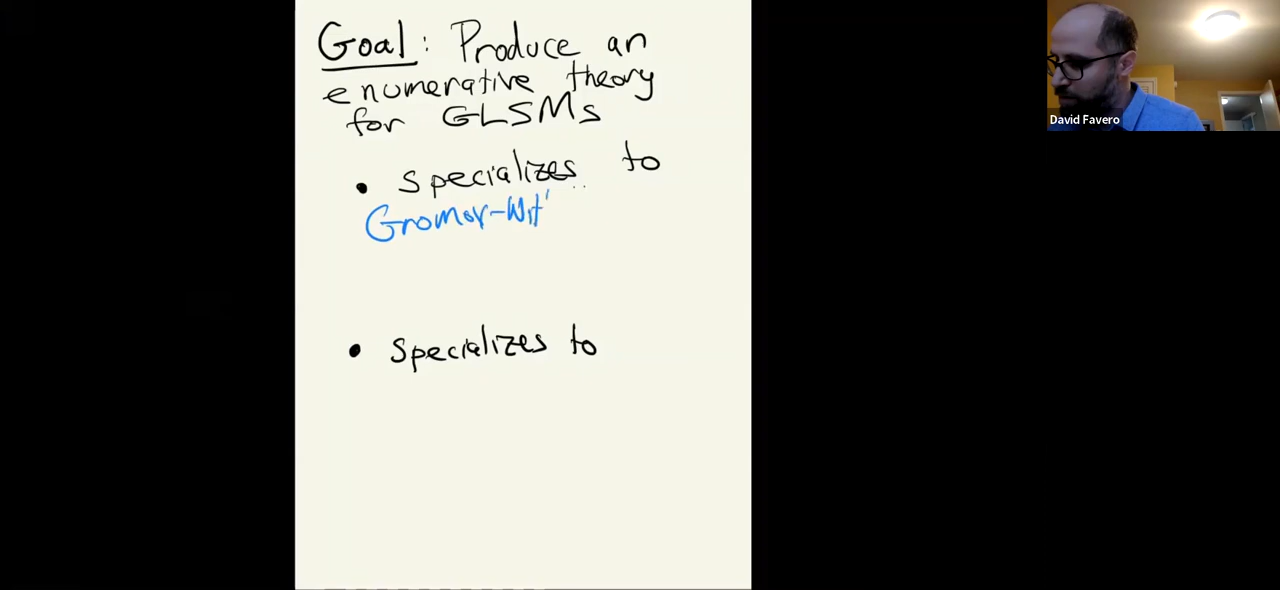 Goal: Produce an
enumerative theory
for GLSMs
• specializes to
Gromov-Wit
• specializes to
David Favero